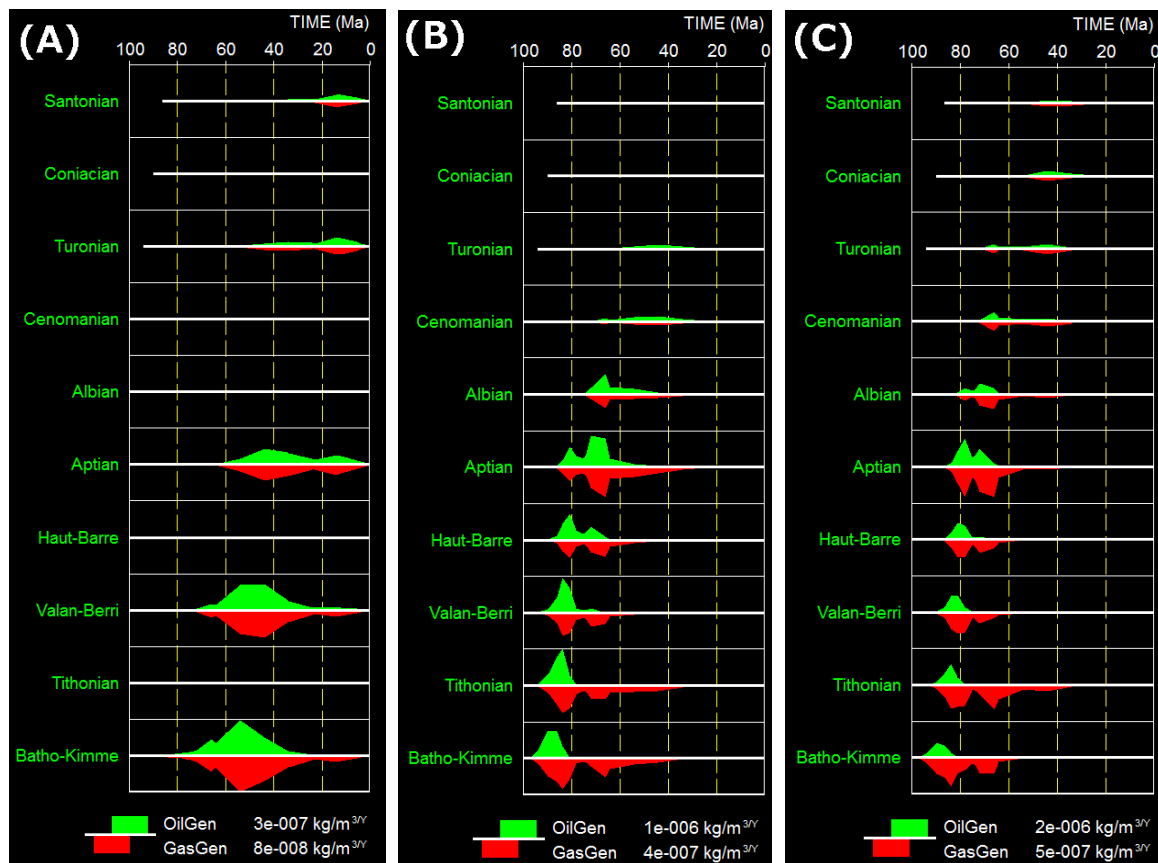 (A)
TIME (Ma)
100 80 60 40 20 0
Santonian
Coniacian
Turonian
Cenomanian
Albian
Aptian
Haut-Barre
Valan-Berri
Tithonian
Batho-Kimme
OilGen 3e-007 kg/m3/Y
GasGen 8e-008 kg/m3/Y
(B)
TIME (Ma)
100 80 60 40 20 0
Santonian
Coniacian
Turonian
Cenomanian
Albian
Aptian
Haut-Barre
Valan-Berri
Tithonian
Batho-Kimme
OilGen 1e-006 kg/m3/Y
GasGen 4e-007 kg/m3/Y
(C)
TIME (Ma)
100 80 60 40 20 0
Santonian
Coniacian
Turonian
Cenomanian
Albian
Aptian
Haut-Barre
Valan-Berri
Tithonian
Batho-Kimme
OilGen 2e-006 kg/m3/Y
GasGen 5e-007 kg/m3/Y